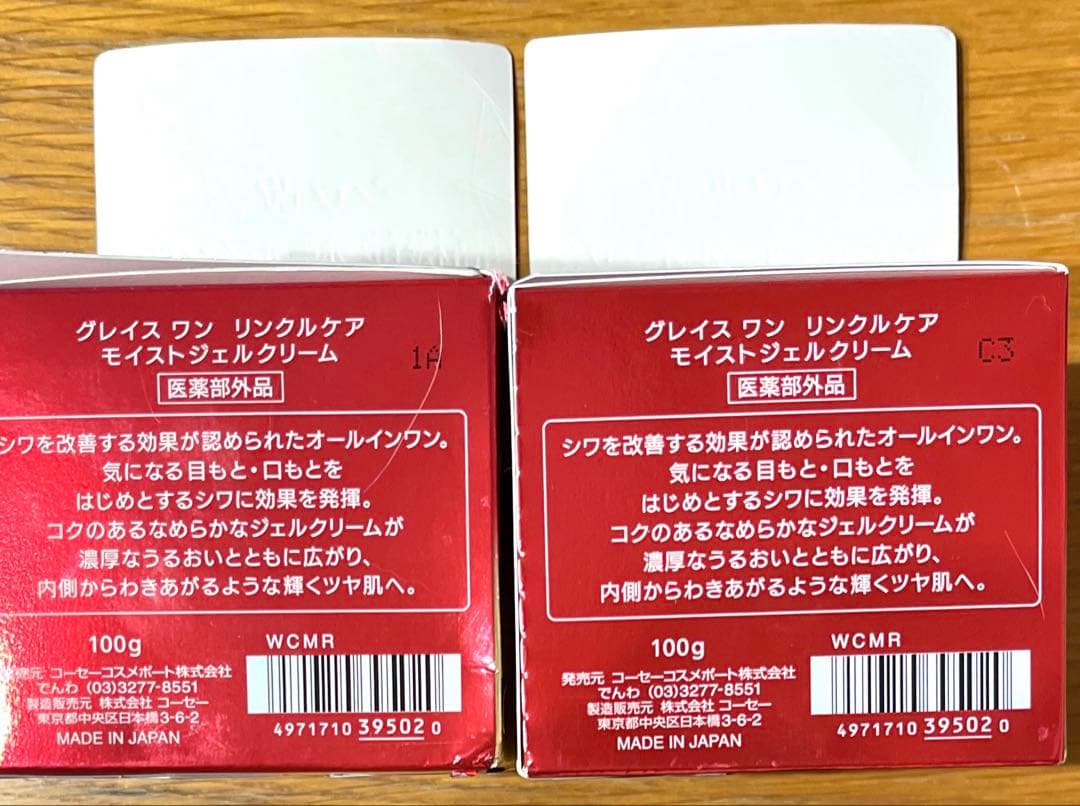 グレイス ワン リンクルケア
モイストジェルクリーム
1A
医薬部外品
シワを改善する効果が認められたオールインワン。
気になる目もと・口もとを
はじめとするシワに効果を発揮。
コクのあるなめらかなジェルクリームが
濃厚なうるおいとともに広がり、
内側からわきあがるような輝くツヤ肌へ。
100g
WCMR
発売元 コーセーコスメポート株式会社
でんわ (03)3277-8551
製造販売元 株式会社 コーセー
東京都中央区日本橋3-6-2
MADE IN JAPAN
4971710 39502 0
グレイス ワン リンクルケア
モイストジェルクリーム
C3
医薬部外品
シワを改善する効果が認められたオールインワン。
気になる目もと・口もとを
はじめとするシワに効果を発揮。
コクのあるなめらかなジェルクリームが
濃厚なうるおいとともに広がり、
内側からわきあがるような輝くツヤ肌へ。
100g
WCMR
発売元 コーセーコスメポート株式会社
でんわ (03)3277-8551
製造販売元 株式会社 コーセー
東京都中央区日本橋3-6-2
MADE IN JAPAN
4971710 39502 0